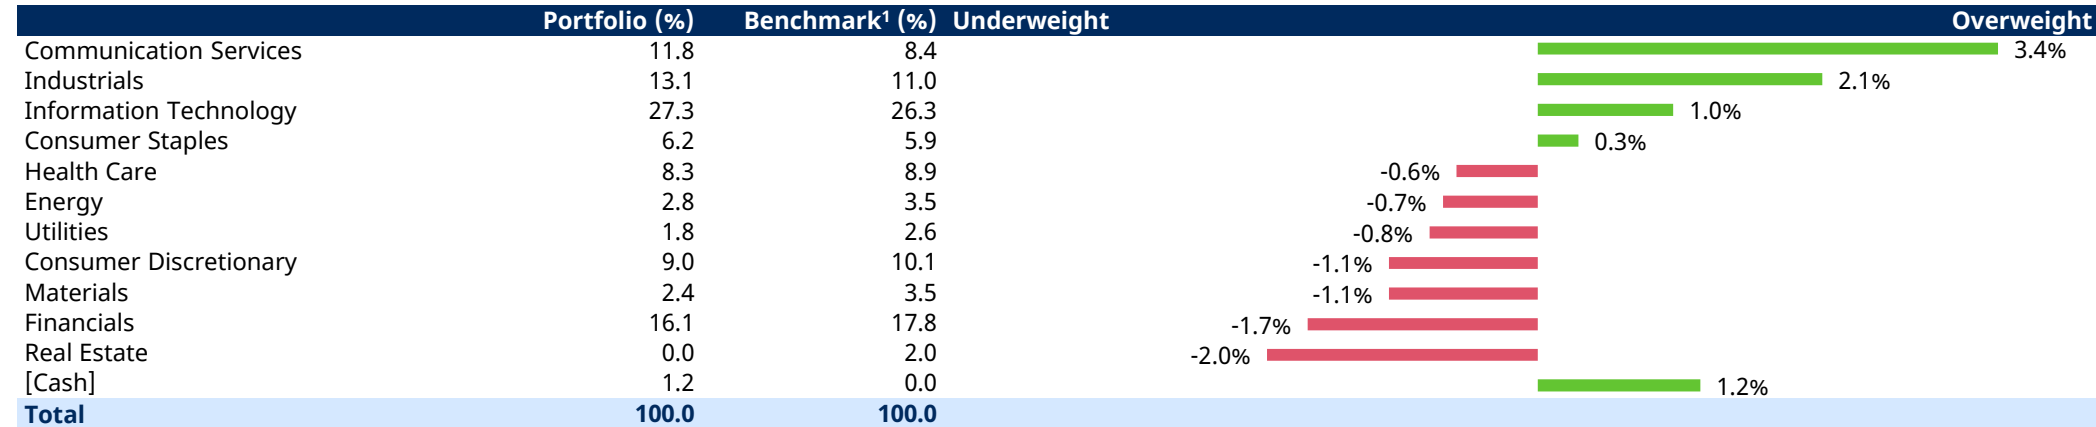 Portfolio (%) Benchmark¹ (%) Underweight Overweight
Communication Services 11.8 8.4 3.4%
Industrials 13.1 11.0 2.1%
Information Technology 27.3 26.3 1.0%
Consumer Staples 6.2 5.9 0.3%
Health Care 8.3 8.9 -0.6%
Energy 2.8 3.5 -0.7%
Utilities 1.8 2.6 -0.8%
Consumer Discretionary 9.0 10.1 -1.1%
Materials 2.4 3.5 -1.1%
Financials 16.1 17.8 -1.7%
Real Estate 0.0 2.0 -2.0%
[Cash] 1.2 0.0 1.2%
Total 100.0 100.0